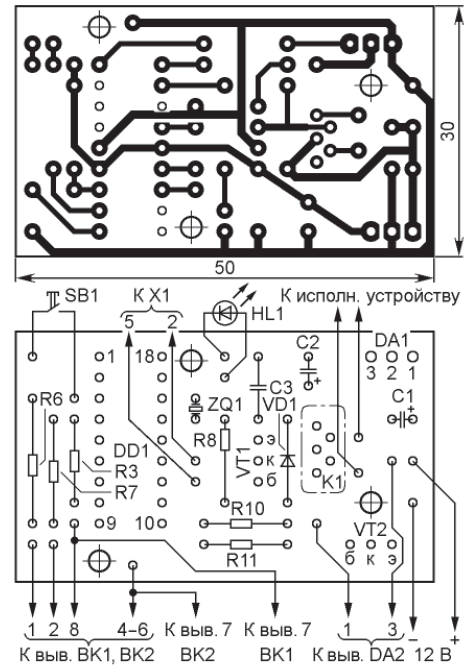 30
50
SB1
К X1
5 2
HL1
К исполн. устройству
C2
DA1
3 2 1
1 18
R6
ZQ1
C3
VD1
C1
+
+
R3
DD1
R8
VT1
э
к
б
K1
R7
9 10
R10
R11
VT2
б к э
1 2 8 4–6 К выв. 7 К выв. 7 1 3 – +
К выв. BK1, BK2 BK2 BK1 К выв. DA2 12 В